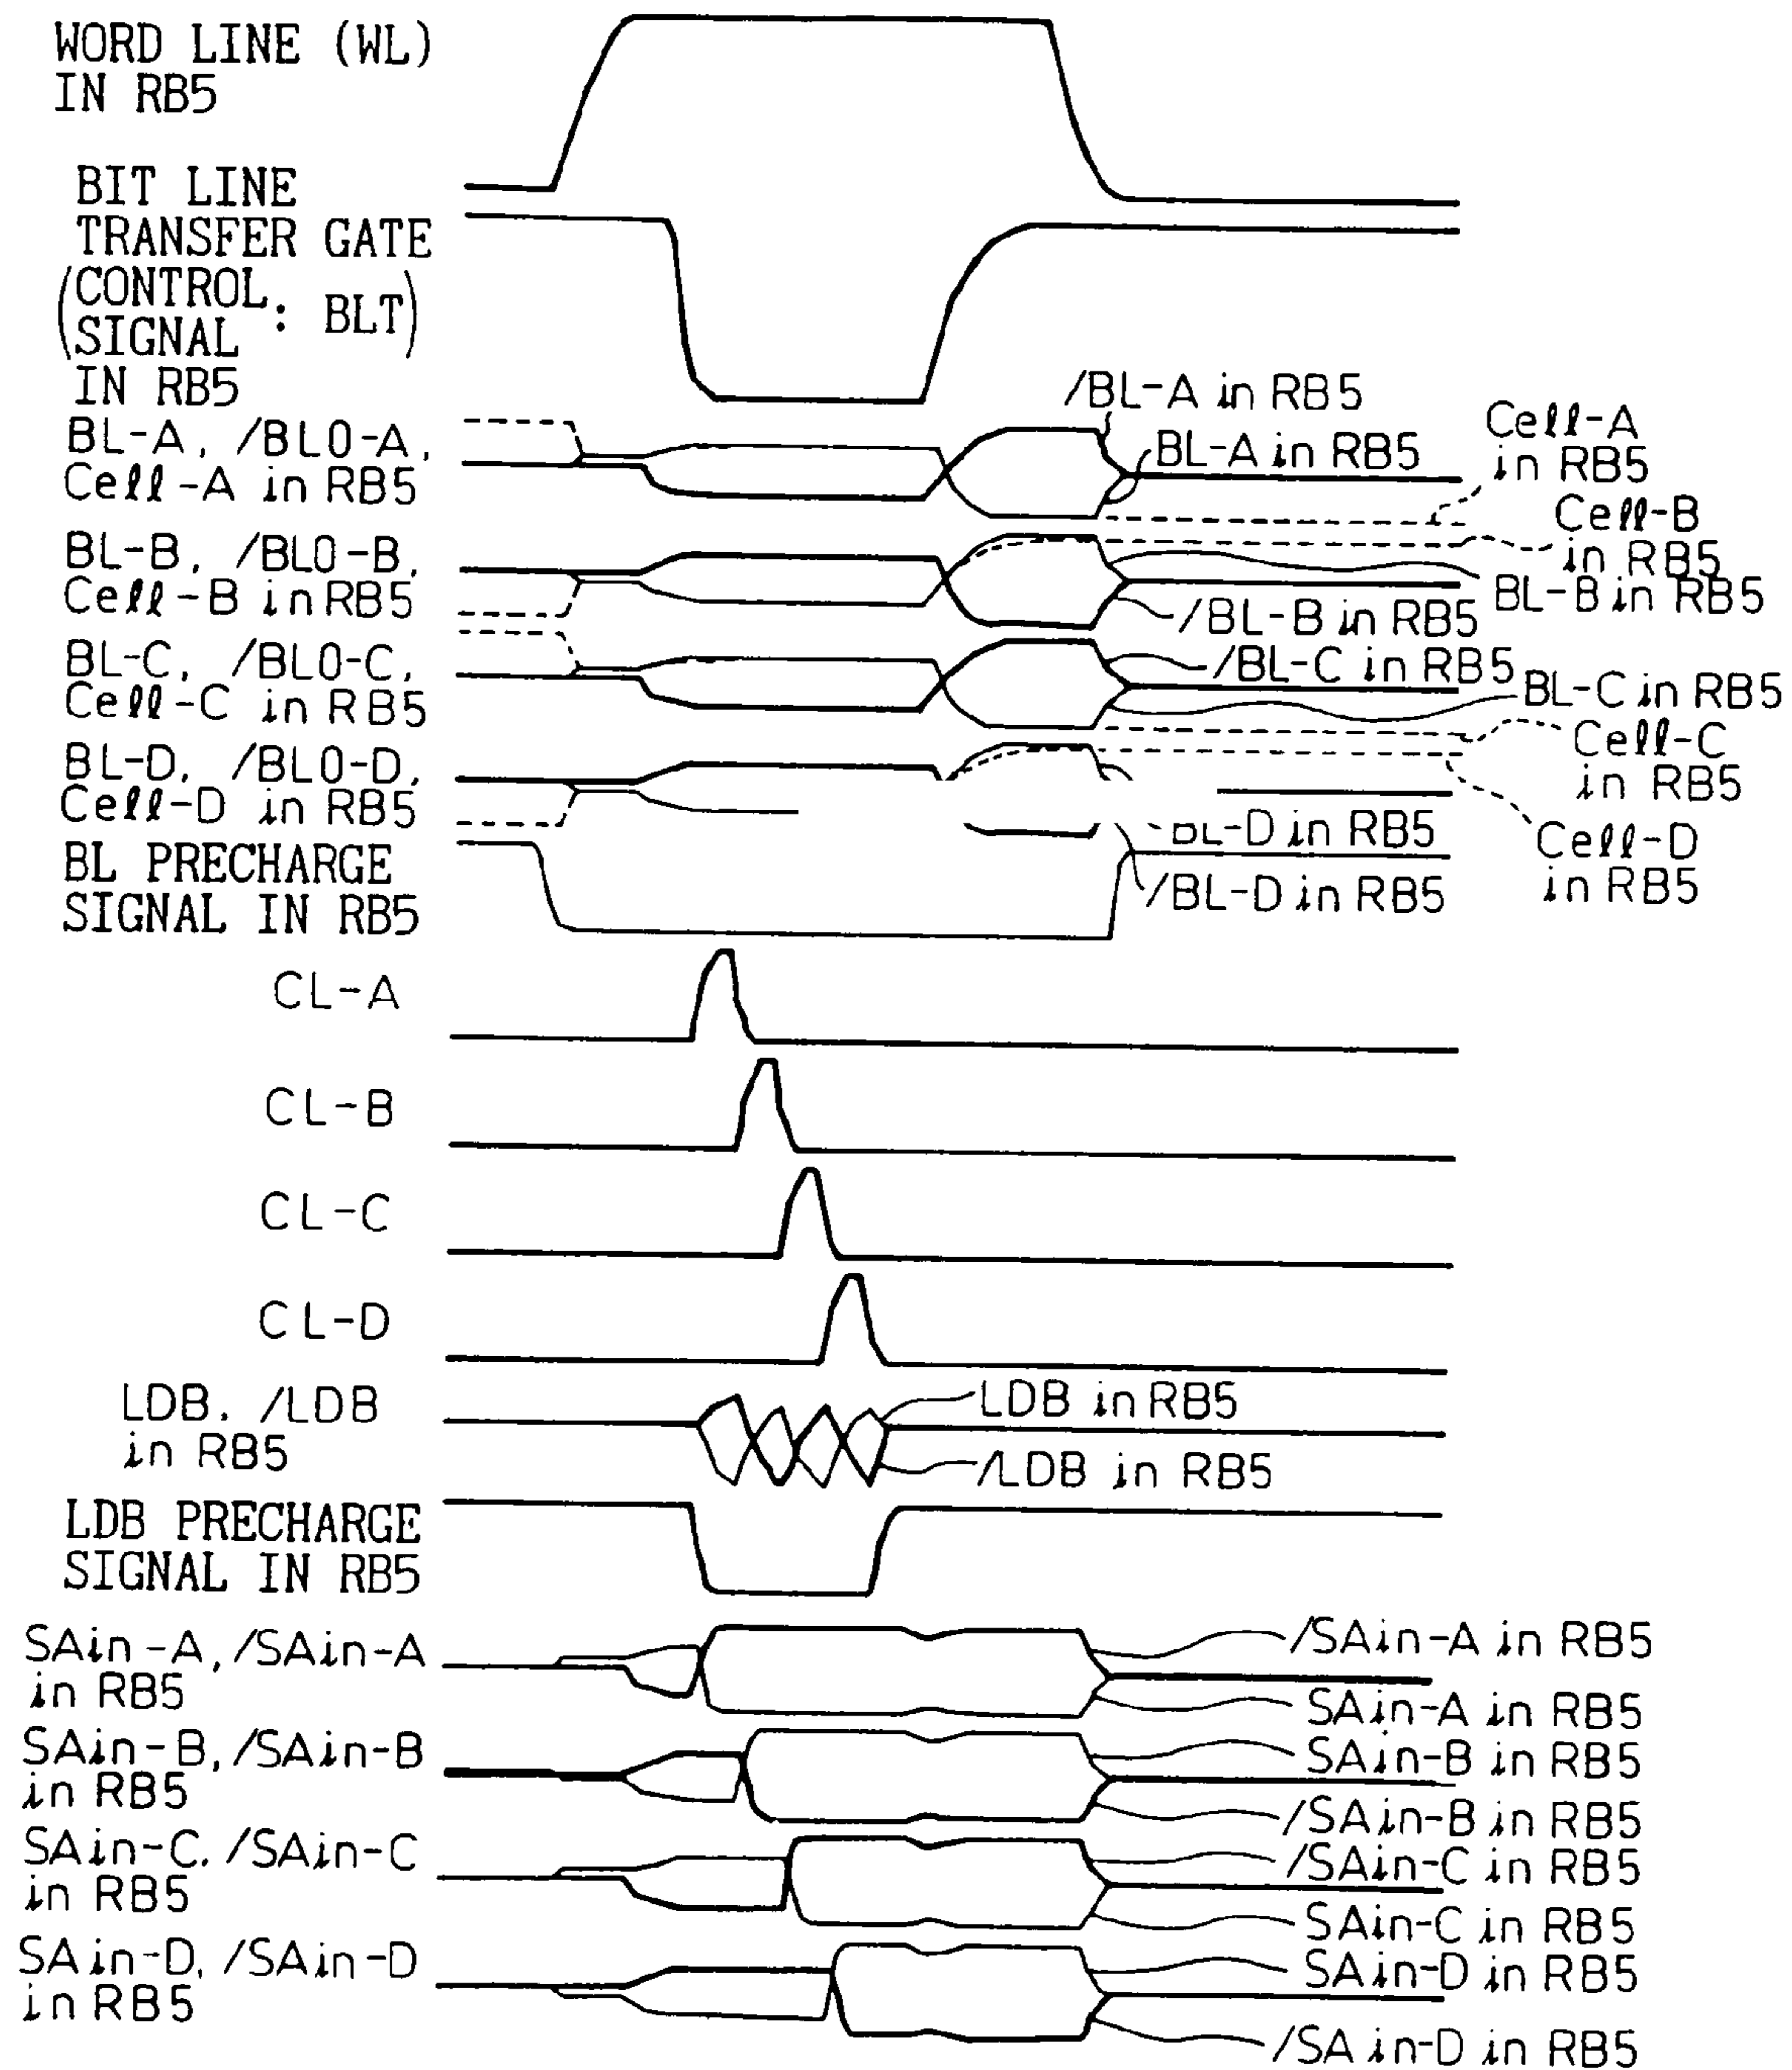 WORD LINE (WL)
IN RB5
BIT LINE
TRANSFER GATE
(CONTROL
SIGNAL : BLT)
IN RB5
/BL-A in RB5
Cell-A
in RB5
BL-A, /BL0-A,
Cell-A in RB5
BL-A in RB5
Cell-B
in RB5
BL-B, /BL0-B,
Cell-B in RB5
BL-B in RB5
/BL-B in RB5
BL-C, /BL0-C,
Cell-C in RB5
/BL-C in RB5
BL-C in RB5
Cell-C
in RB5
BL-D, /BL0-D,
Cell-D in RB5
BL-D in RB5
Cell-D
in RB5
BL PRECHARGE
SIGNAL IN RB5
/BL-D in RB5
CL-A
CL-B
CL-C
CL-D
LDB, /LDB
in RB5
LDB in RB5
/LDB in RB5
LDB PRECHARGE
SIGNAL IN RB5
SAin-A, /SAin-A
in RB5
/SAin-A in RB5
SAin-A in RB5
SAin-B, /SAin-B
in RB5
SAin-B in RB5
/SAin-B in RB5
SAin-C, /SAin-C
in RB5
/SAin-C in RB5
SAin-C in RB5
SAin-D, /SAin-D
in RB5
SAin-D in RB5
/SAin-D in RB5